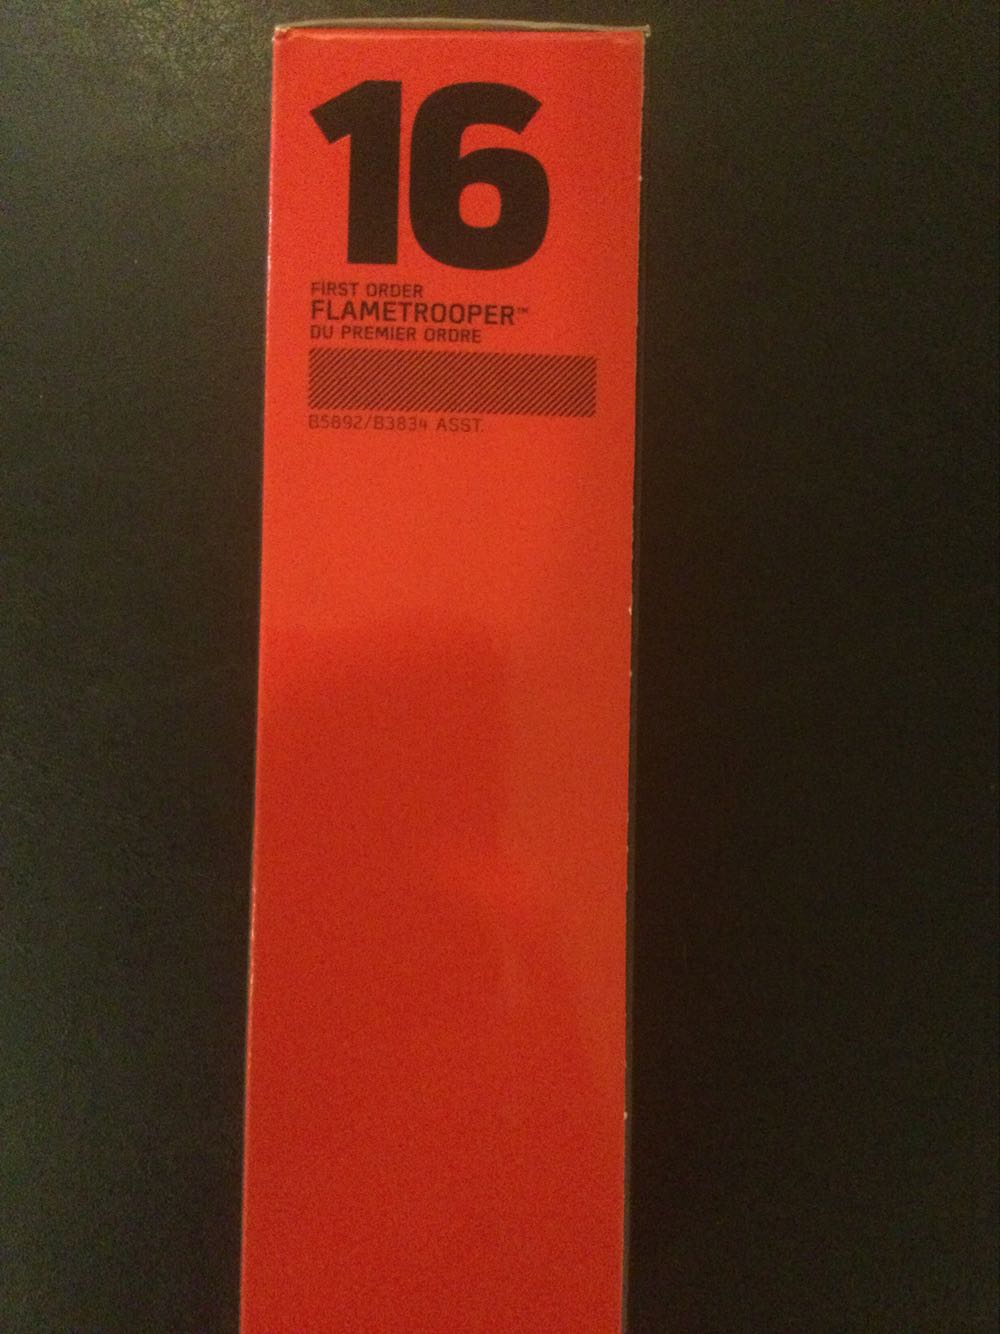 16
FIRST ORDER
FLAMETROOPER™
DU PREMIER ORDRE
B5892/B3834 ASST.